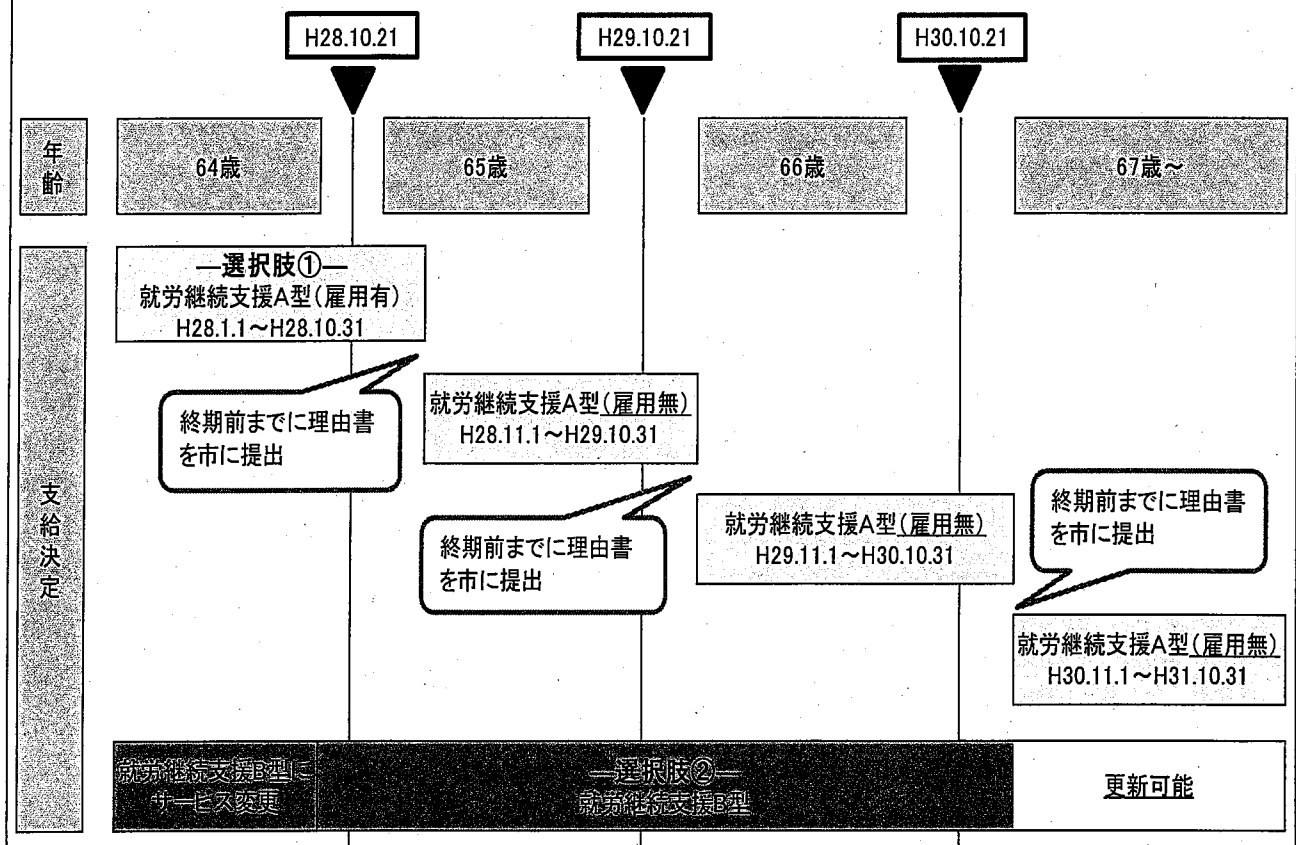 H28.10.21
H29.10.21
H30.10.21
年齢
64歳
65歳
66歳
67歳～
支給決定
―選択肢①―
就労継続支援A型(雇用有)
H28.1.1～H28.10.31
終期前までに理由書
を市に提出
就労継続支援A型(雇用無)
H28.11.1～H29.10.31
終期前までに理由書
を市に提出
就労継続支援A型(雇用無)
H29.11.1～H30.10.31
終期前までに理由書
を市に提出
就労継続支援A型(雇用無)
H30.11.1～H31.10.31
就労継続支援B型に
サービス変更
―選択肢②―
就労継続支援B型
更新可能